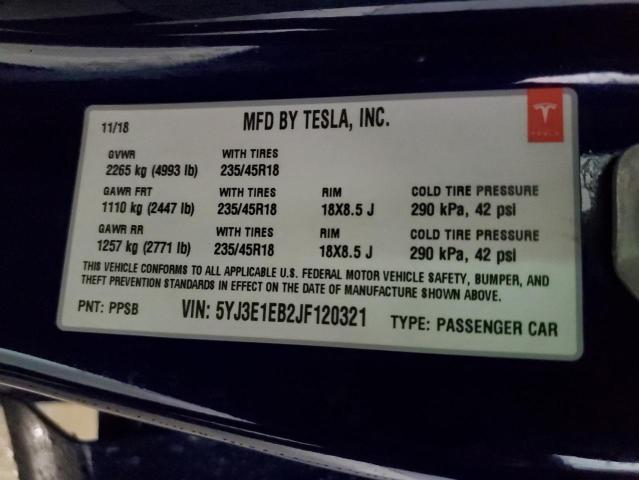 11/18 MFD BY TESLA, INC.
TESLA
GVWR WITH TIRES
2265 kg (4993 lb) 235/45R18
GAWR FRT WITH TIRES RIM COLD TIRE PRESSURE
1110 kg (2447 lb) 235/45R18 18X8.5 J 290 kPa, 42 psi
GAWR RR WITH TIRES RIM COLD TIRE PRESSURE
1257 kg (2771 lb) 235/45R18 18X8.5 J 290 kPa, 42 psi
THIS VEHICLE CONFORMS TO ALL APPLICABLE U.S. FEDERAL MOTOR VEHICLE SAFETY, BUMPER, AND
THEFT PREVENTION STANDARDS IN EFFECT ON THE DATE OF MANUFACTURE SHOWN ABOVE.
PNT: PPSB VIN: 5YJ3E1EB2JF120321 TYPE: PASSENGER CAR